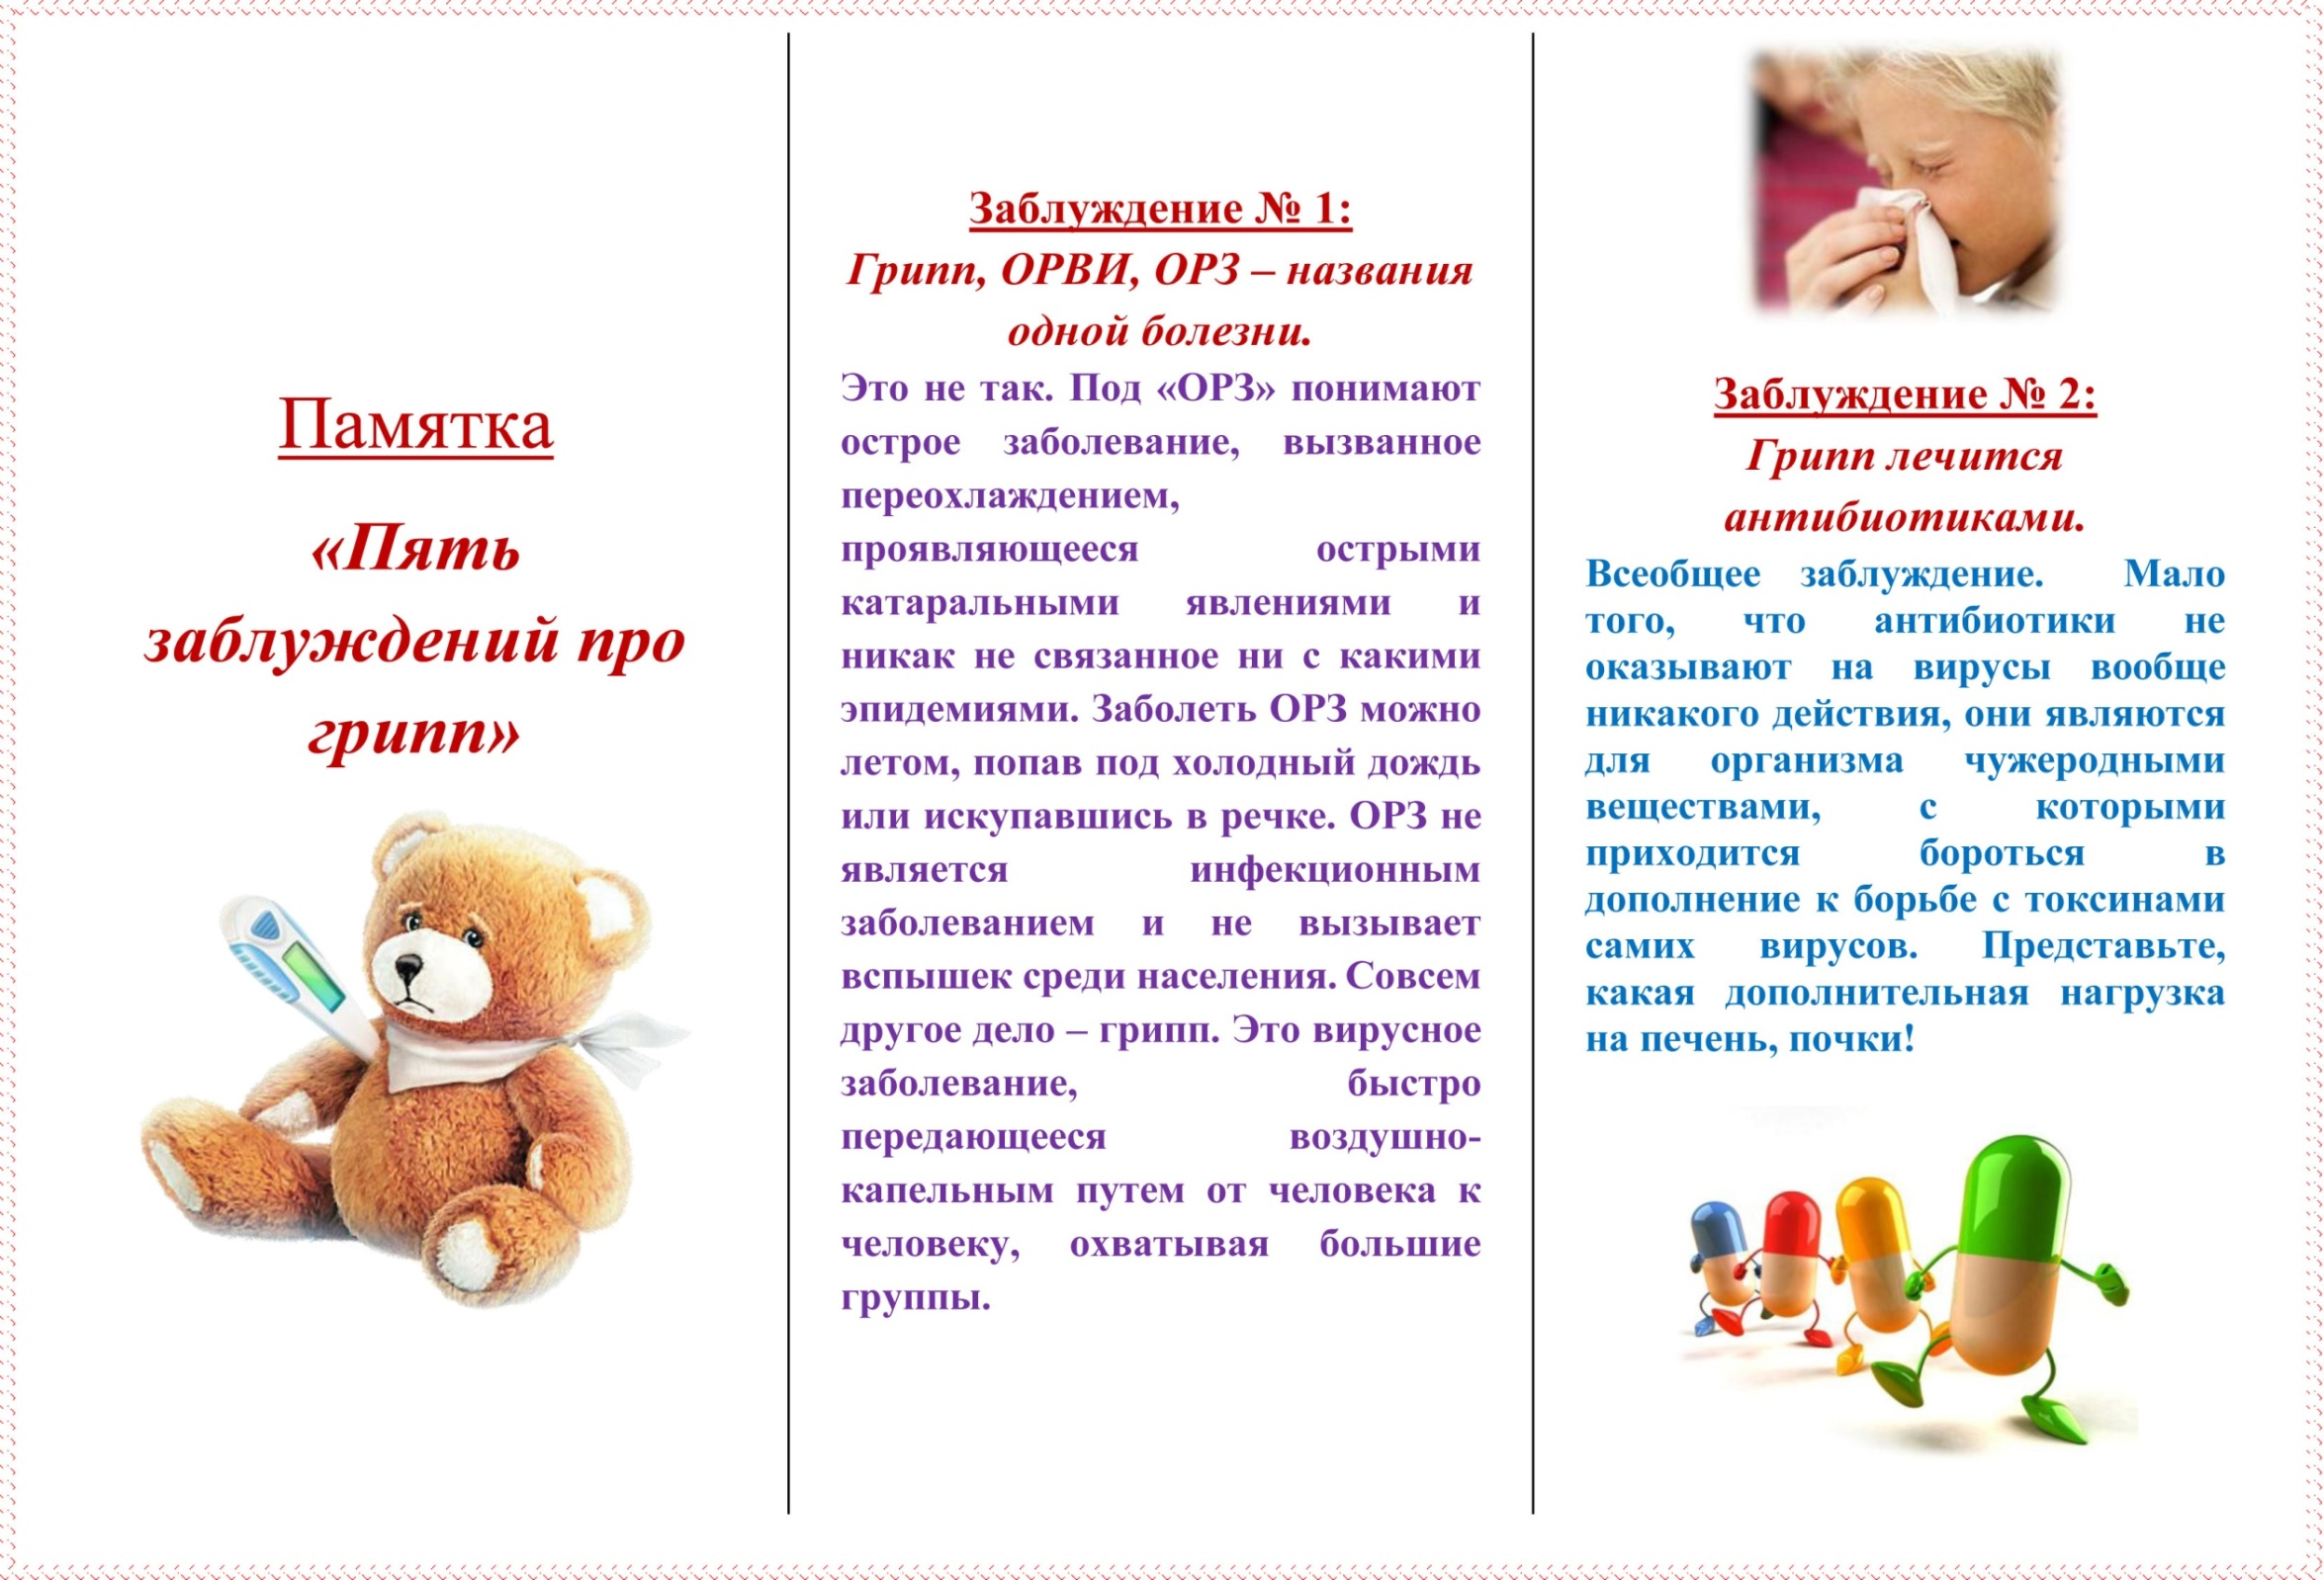 Памятка
«Пять
заблуждений про
грипп»
Заблуждение № 1:
Грипп, ОРВИ, ОРЗ – названия
одной болезни.
Это не так. Под «ОРЗ» понимают
острое заболевание, вызванное
переохлаждением,
проявляющееся острыми
катаральными явлениями и
никак не связанное ни с какими
эпидемиями. Заболеть ОРЗ можно
летом, попав под холодный дождь
или искупавшись в речке. ОРЗ не
является инфекционным
заболеванием и не вызывает
вспышек среди населения. Совсем
другое дело – грипп. Это вирусное
заболевание, быстро
передающееся воздушно-
капельным путем от человека к
человеку, охватывая большие
группы.
Заблуждение № 2:
Грипп лечится
антибиотиками.
Всеобщее заблуждение. Мало
того, что антибиотики не
оказывают на вирусы вообще
никакого действия, они являются
для организма чужеродными
веществами, с которыми
приходится бороться в
дополнение к борьбе с токсинами
самих вирусов. Представьте,
какая дополнительная нагрузка
на печень, почки!